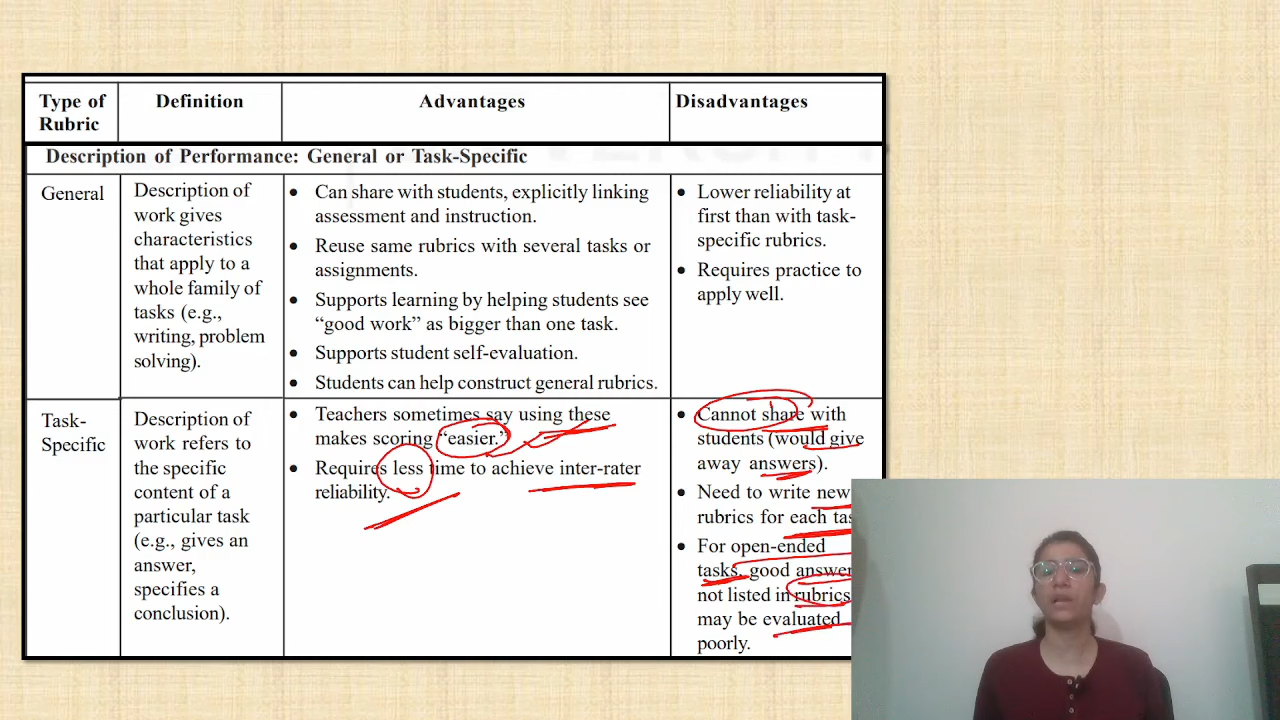 Type of Rubric
Definition
Advantages
Disadvantages
Description of Performance: General or Task-Specific
General
Description of
work gives
characteristics
that apply to a
whole family of
tasks (e.g.,
writing, problem
solving).
• Can share with students, explicitly linking
assessment and instruction.
• Reuse same rubrics with several tasks or
assignments.
• Supports learning by helping students see
“good work” as bigger than one task.
• Supports student self-evaluation.
• Students can help construct general rubrics.
• Lower reliability at
first than with task-
specific rubrics.
• Requires practice to
apply well.
Task-
Specific
Description of
work refers to
the specific
content of a
particular task
(e.g., gives an
answer,
specifies a
conclusion).
• Teachers sometimes say using these
makes scoring “easier.”
• Requires less time to achieve inter-rater
reliability.
• Cannot share with
students (would give
away answers).
• Need to write new
rubrics for each
• For open-ended
tasks, good
not listed in rubrics
may be evaluated
poorly.